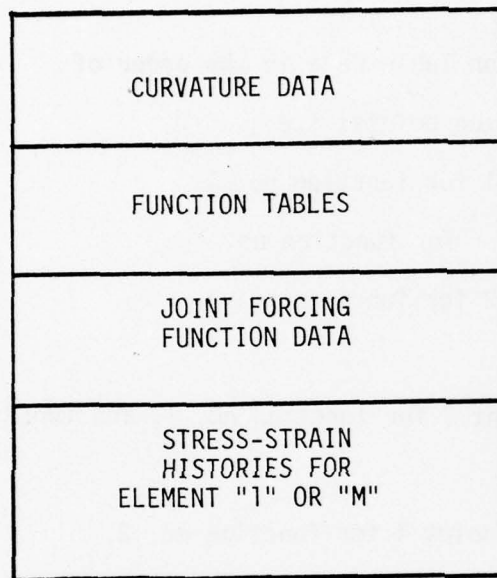 CURVATURE DATA
FUNCTION TABLES
JOINT FORCING
FUNCTION DATA
STRESS-STRAIN
HISTORIES FOR
ELEMENT "1" OR "M"